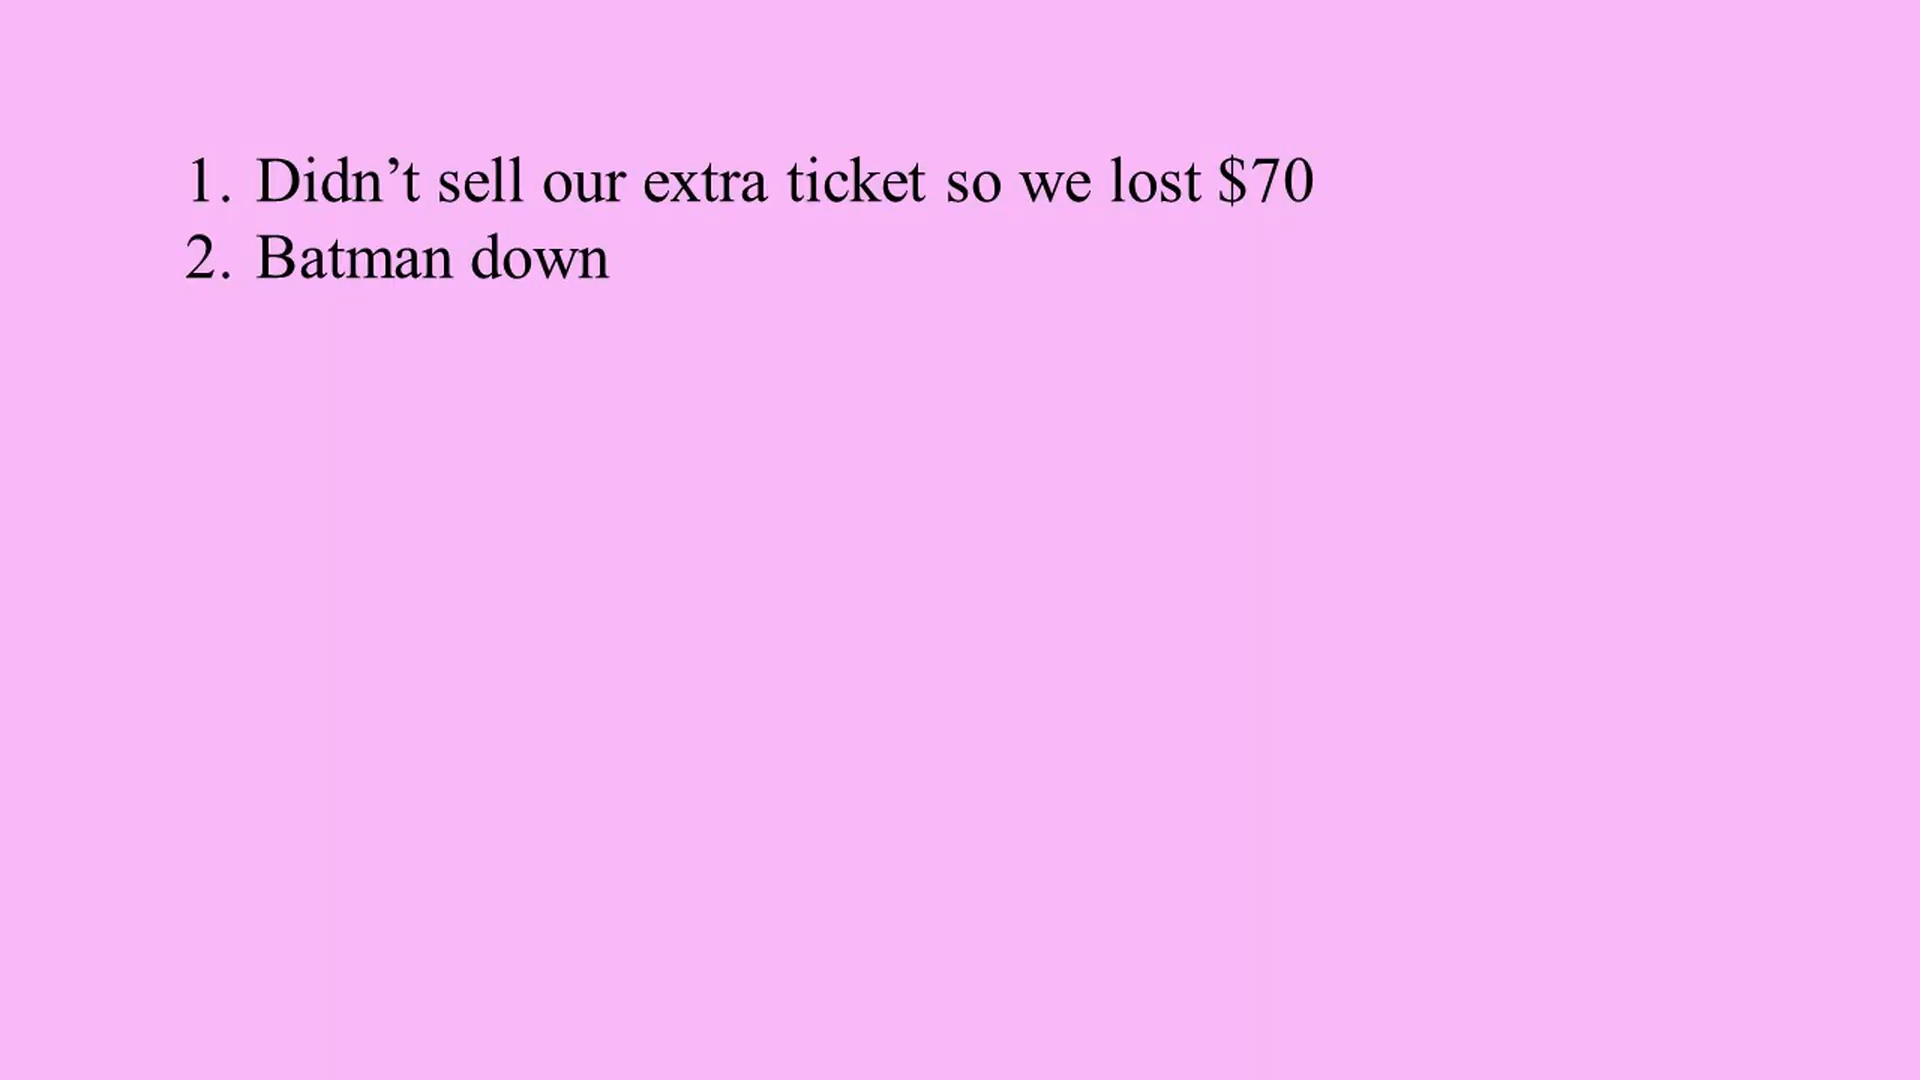 1. Didn’t sell our extra ticket so we lost $70
2. Batman down